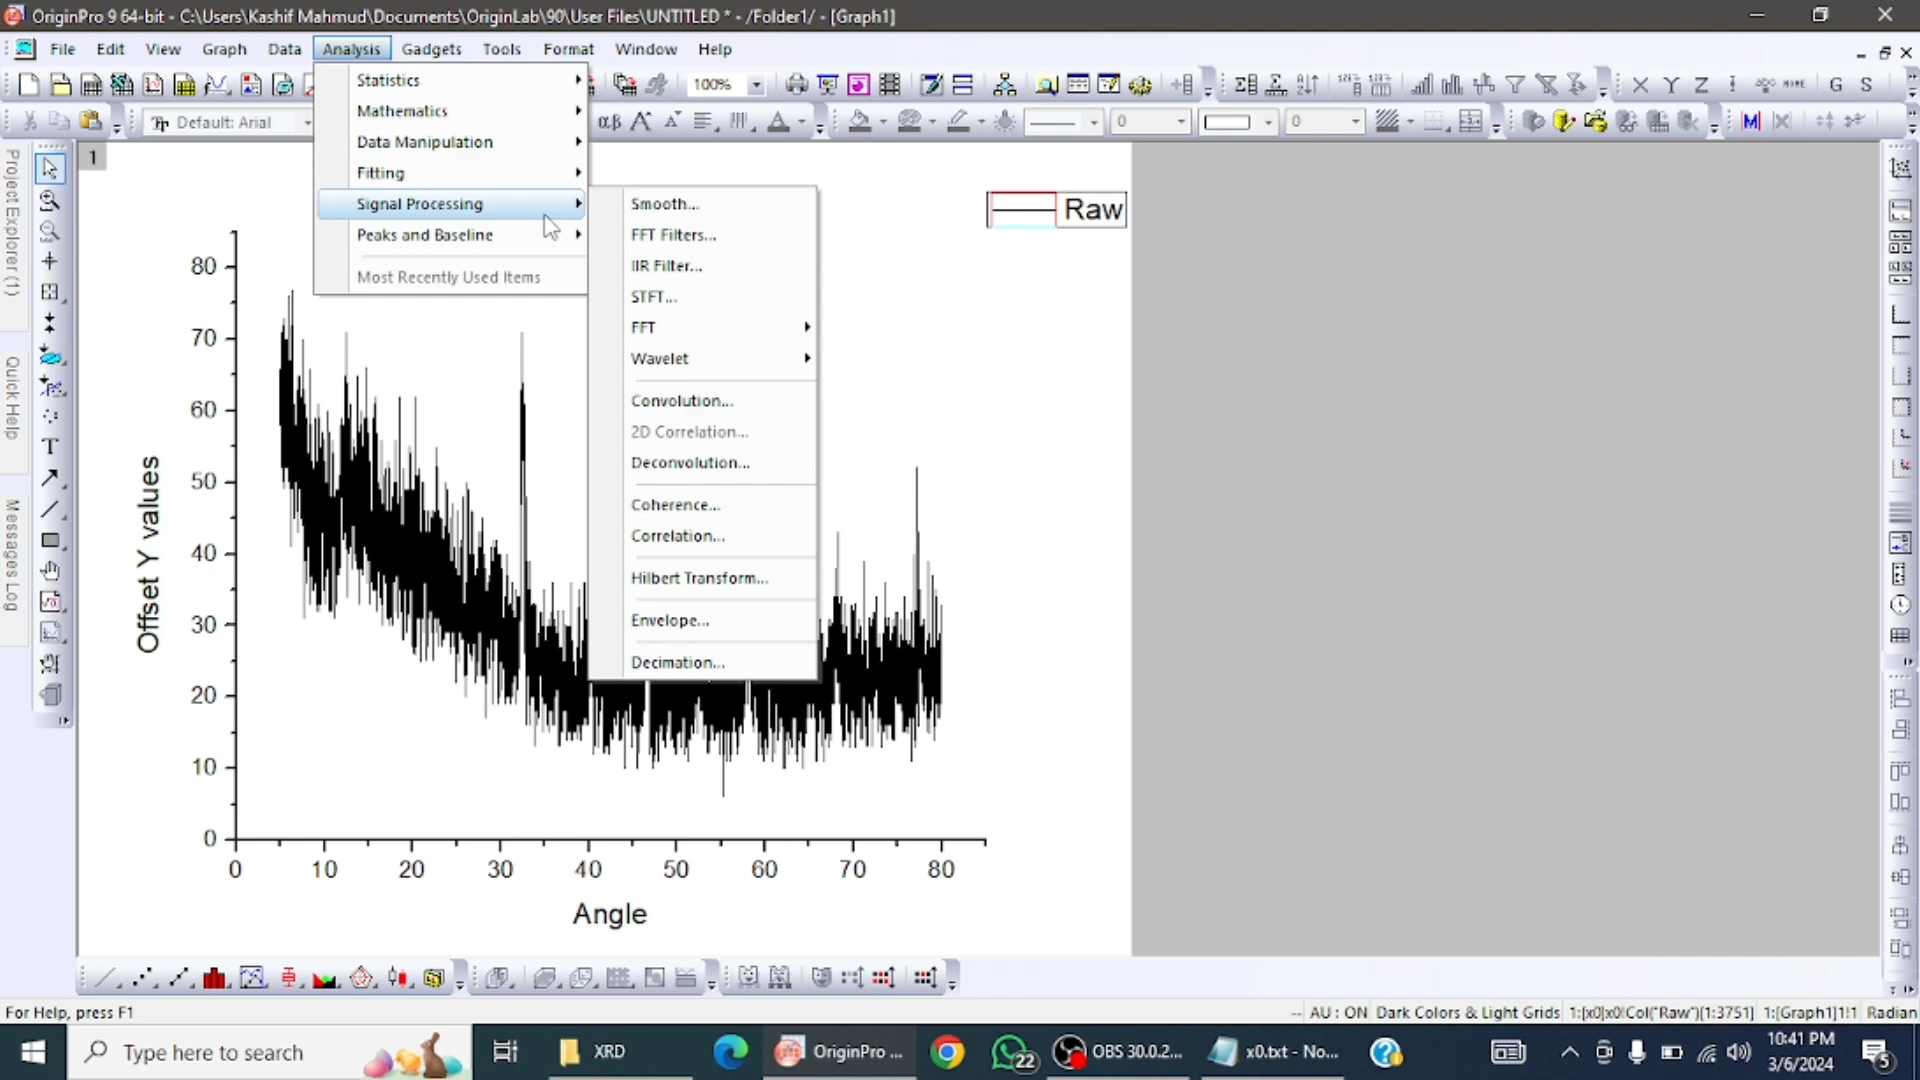 OriginPro 9 64-bit - C:\Users\Kashif Mahmud\Documents\OriginLab\90\User Files\UNTITLED * - /Folder1/ - [Graph1]
File Edit View Graph Data Analysis Gadgets Tools Format Window Help
100%
Default: Arial
αβ
0
0
Project Explorer (1)
Quick Help
Messages Log
1
Statistics
Mathematics
Data Manipulation
Fitting
Signal Processing
Peaks and Baseline
Most Recently Used Items
Smooth...
FFT Filters...
IIR Filter...
STFT...
FFT
Wavelet
Convolution...
2D Correlation...
Deconvolution...
Coherence...
Correlation...
Hilbert Transform...
Envelope...
Decimation...
Raw
80
70
60
50
40
30
20
10
0
Offset Y values
0 10 20 30 40 50 60 70 80
Angle
For Help, press F1
-- AU : ON Dark Colors & Light Grids 1:[x0]x0!Col("Raw")[1:3751] 1:[Graph1]1!1 Radian
Type here to search
XRD
OriginPro ...
22
OBS 30.0.2...
x0.txt - No...
10:41 PM
3/6/2024
5